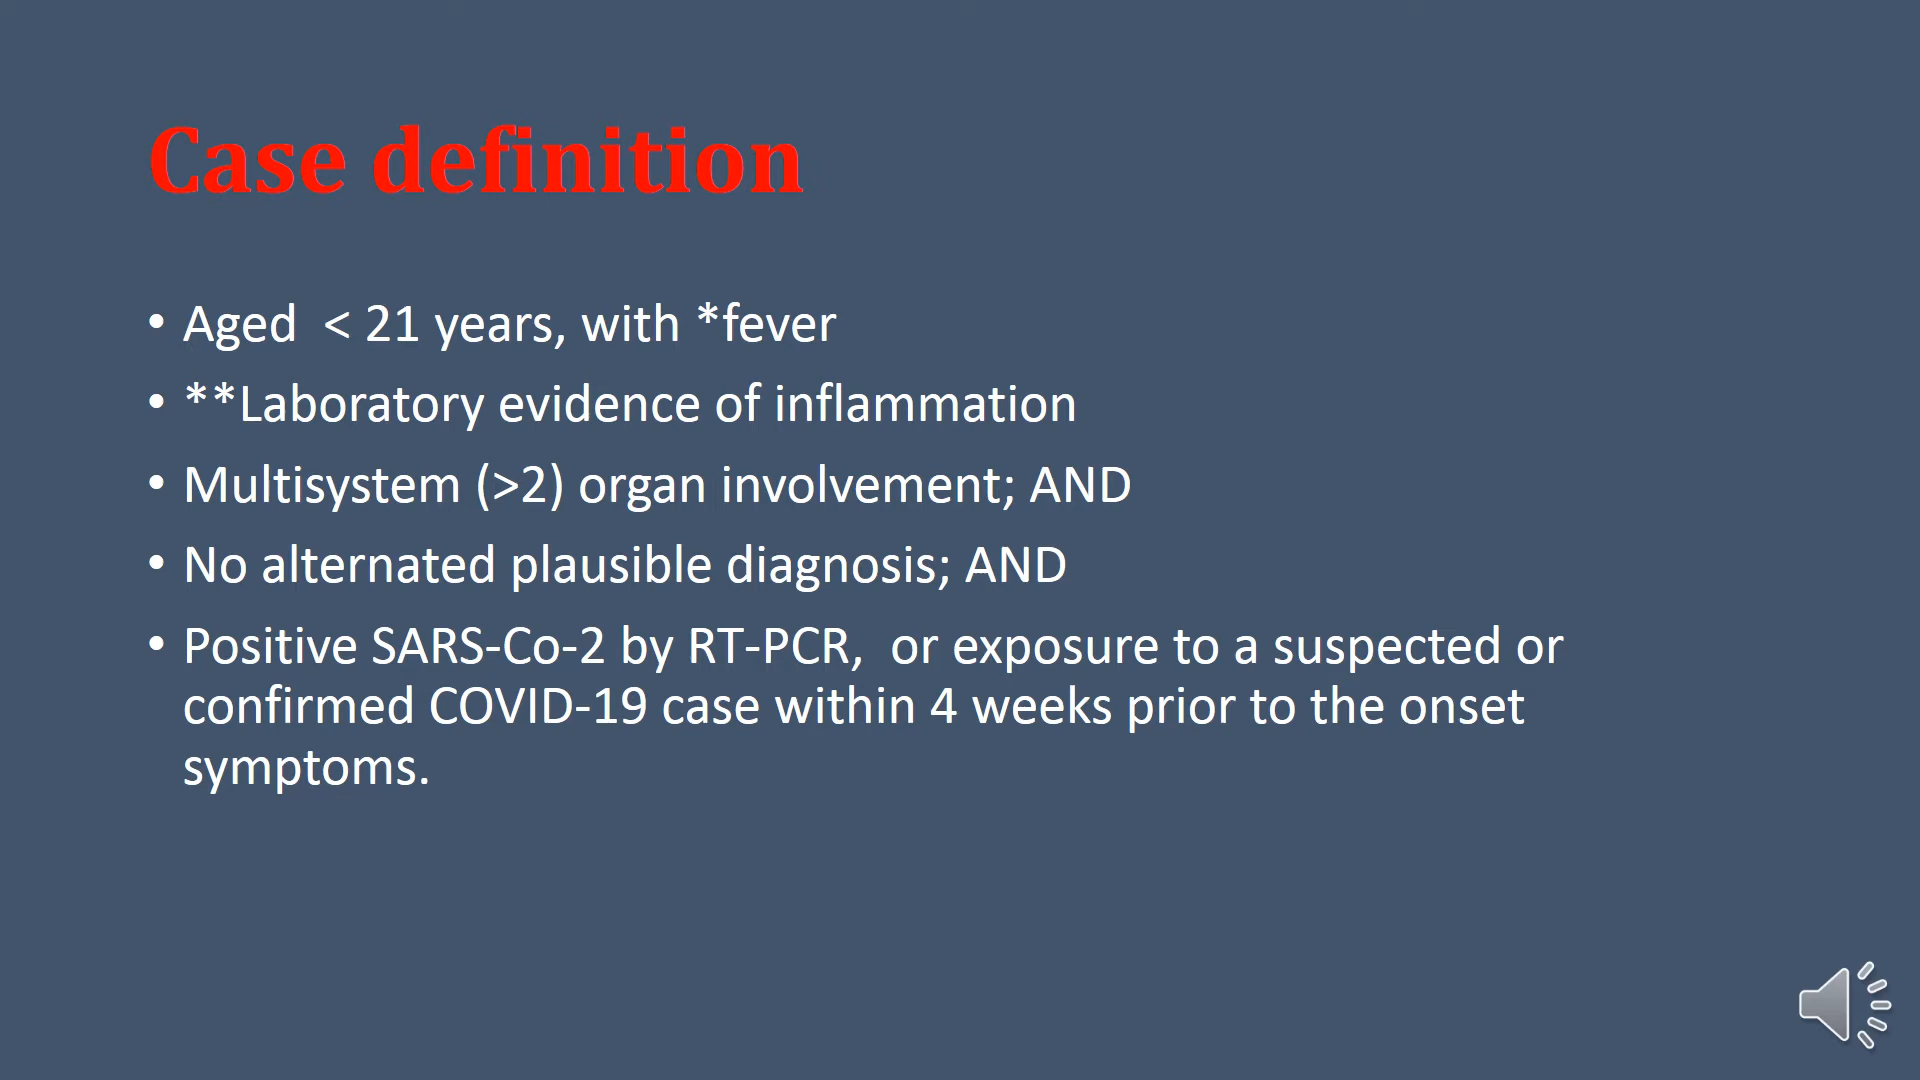 Case definition
• Aged  < 21 years, with *fever
• **Laboratory evidence of inflammation
• Multisystem (>2) organ involvement; AND
• No alternated plausible diagnosis; AND
• Positive SARS-Co-2 by RT-PCR,  or exposure to a suspected or
confirmed COVID-19 case within 4 weeks prior to the onset
symptoms.